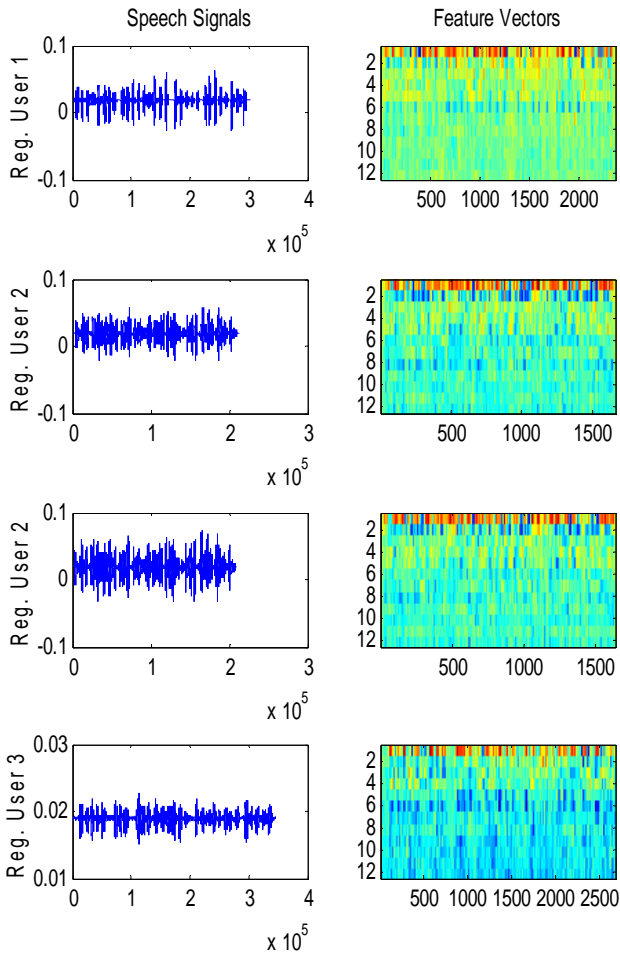 Speech Signals Feature Vectors
Reg. User 1
0.1
0
-0.1
0 1 2 3 4
x 10^5
2
4
6
8
10
12
500 1000 1500 2000
Reg. User 2
0.1
0
-0.1
0 1 2 3
x 10^5
2
4
6
8
10
12
500 1000 1500
Reg. User 2
0.1
0
-0.1
0 1 2 3
x 10^5
2
4
6
8
10
12
500 1000 1500
Reg. User 3
0.03
0.02
0.01
0 1 2 3 4
x 10^5
2
4
6
8
10
12
500 1000 1500 2000 2500